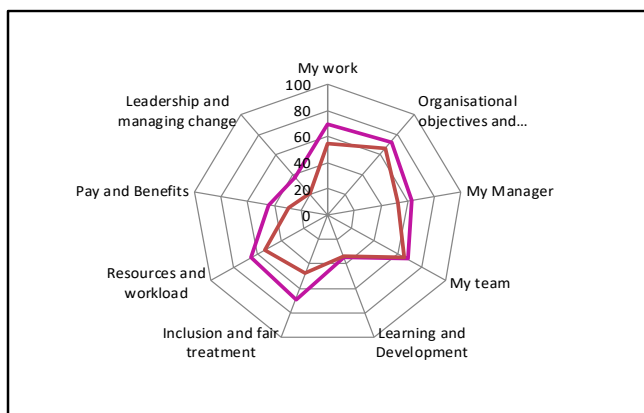 My work
100
80
60
40
20
0
Organisational
objectives and...
My Manager
My team
Learning and
Development
Inclusion and fair
treatment
Resources and
workload
Pay and Benefits
Leadership and
managing change